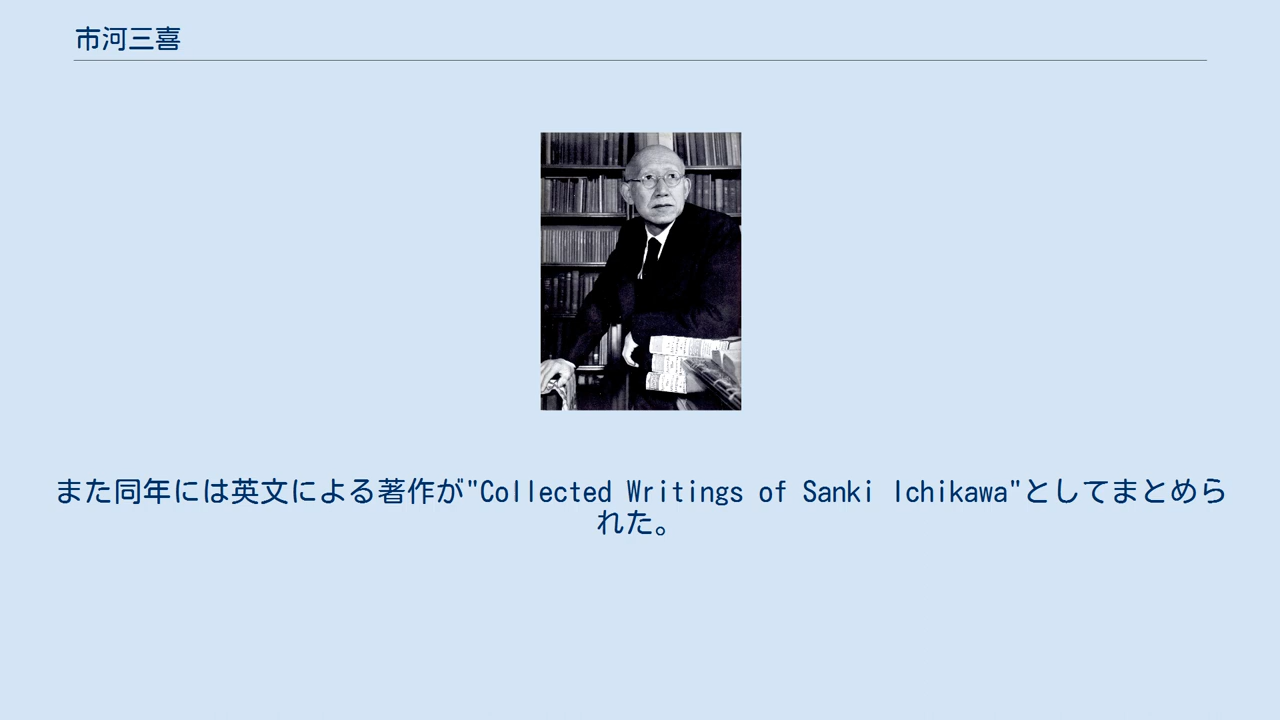 市河三喜
また同年には英文による著作が"Collected Writings of Sanki Ichikawa"としてまとめら
れた。